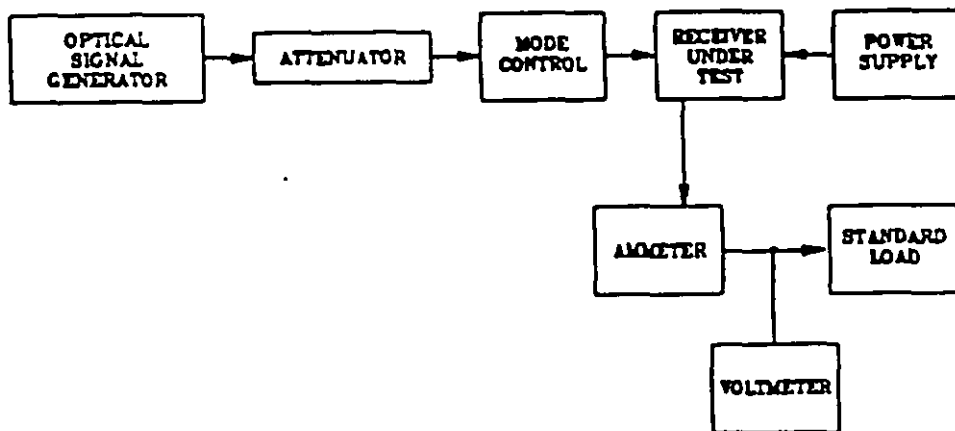 OPTICAL
SIGNAL
GENERATOR
ATTENUATOR
MODE
CONTROL
RECEIVER
UNDER
TEST
POWER
SUPPLY
AMMETER
STANDARD
LOAD
VOLTMETER